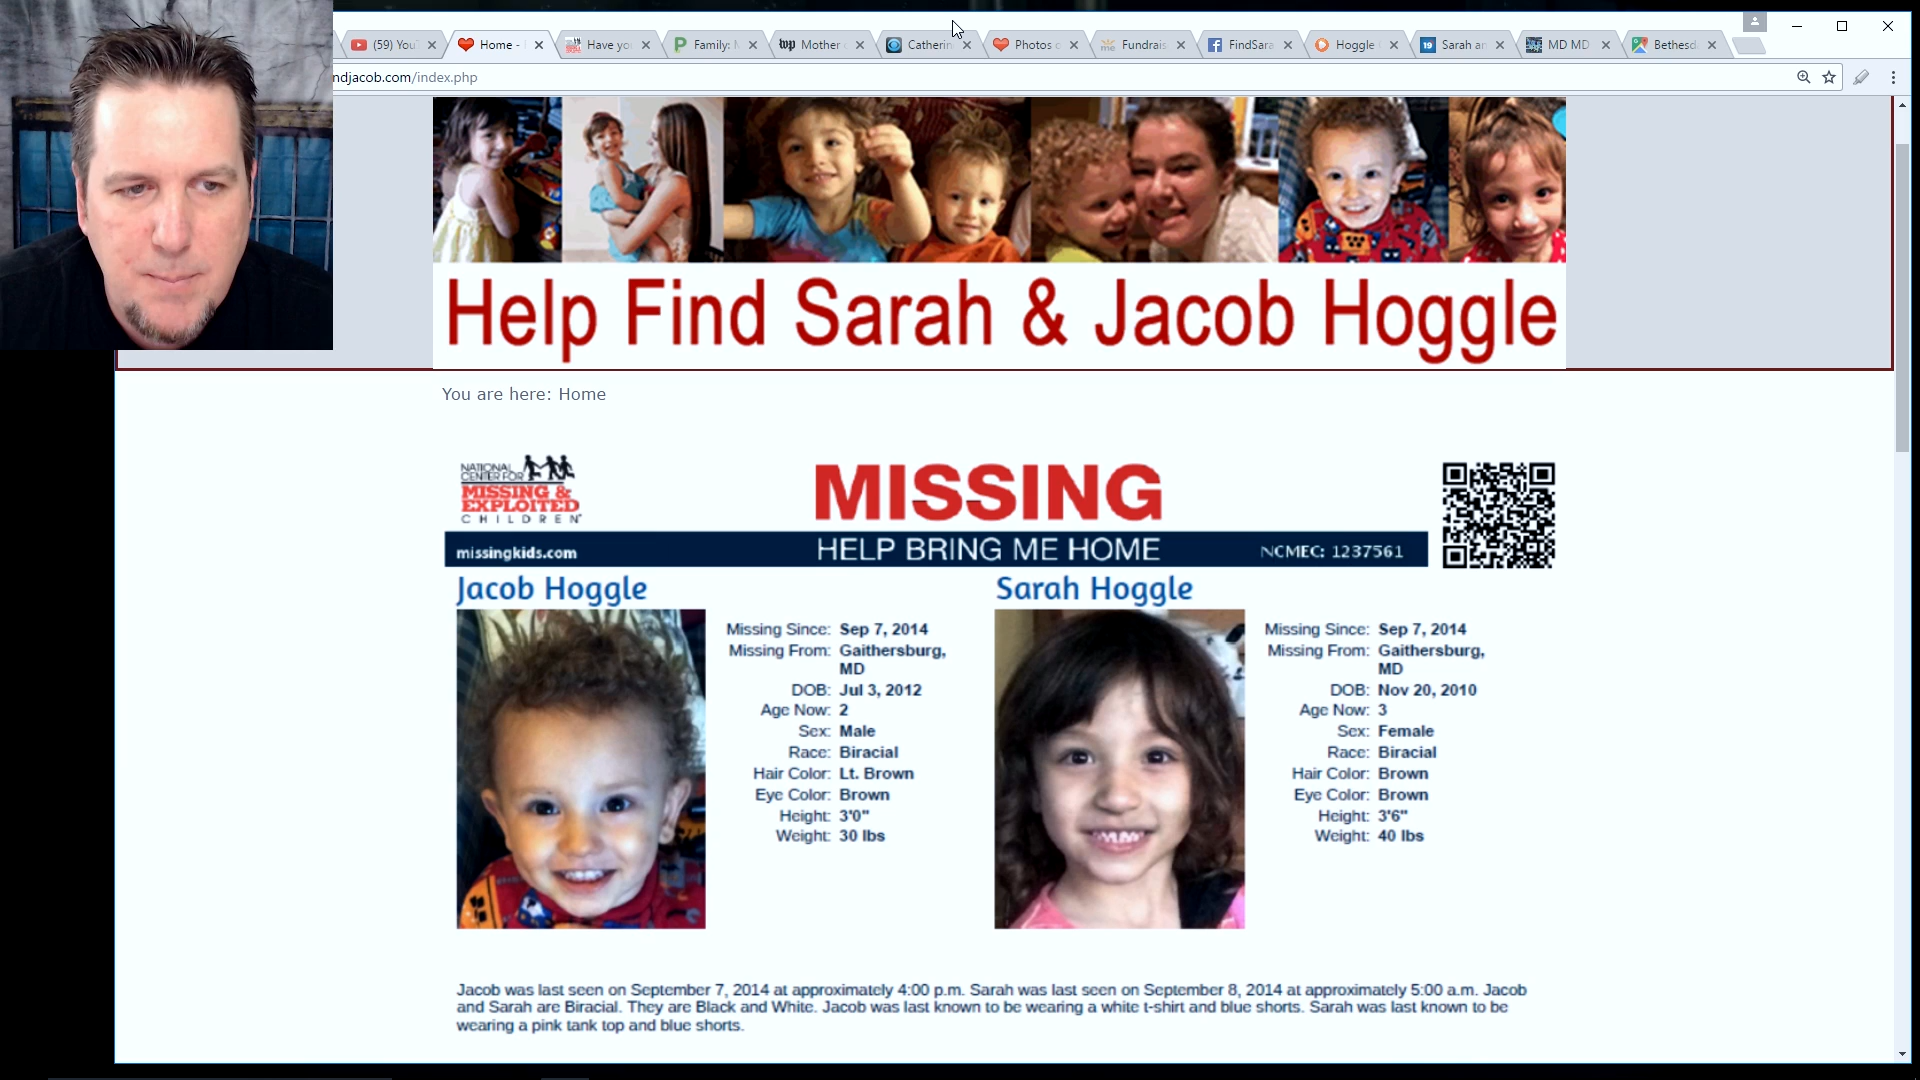 (59) You
Home -
Have yo
Family:
Mother
Catherin
Photos
Fundrais
FindSara
Hoggle
Sarah an
MD MD
Bethesd
ndjacob.com/index.php
Help Find Sarah & Jacob Hoggle
You are here: Home
NATIONAL
CENTER FOR
MISSING &
EXPLOITED
CHILDREN
MISSING
missingkids.com
HELP BRING ME HOME
NCMEC: 1237561
Jacob Hoggle
Missing Since: Sep 7, 2014
Missing From: Gaithersburg,
MD
DOB: Jul 3, 2012
Age Now: 2
Sex: Male
Race: Biracial
Hair Color: Lt. Brown
Eye Color: Brown
Height: 3'0"
Weight: 30 lbs
Sarah Hoggle
Missing Since: Sep 7, 2014
Missing From: Gaithersburg,
MD
DOB: Nov 20, 2010
Age Now: 3
Sex: Female
Race: Biracial
Hair Color: Brown
Eye Color: Brown
Height: 3'6"
Weight: 40 lbs
Jacob was last seen on September 7, 2014 at approximately 4:00 p.m. Sarah was last seen on September 8, 2014 at approximately 5:00 a.m. Jacob
and Sarah are Biracial. They are Black and White. Jacob was last known to be wearing a white t-shirt and blue shorts. Sarah was last known to be
wearing a pink tank top and blue shorts.